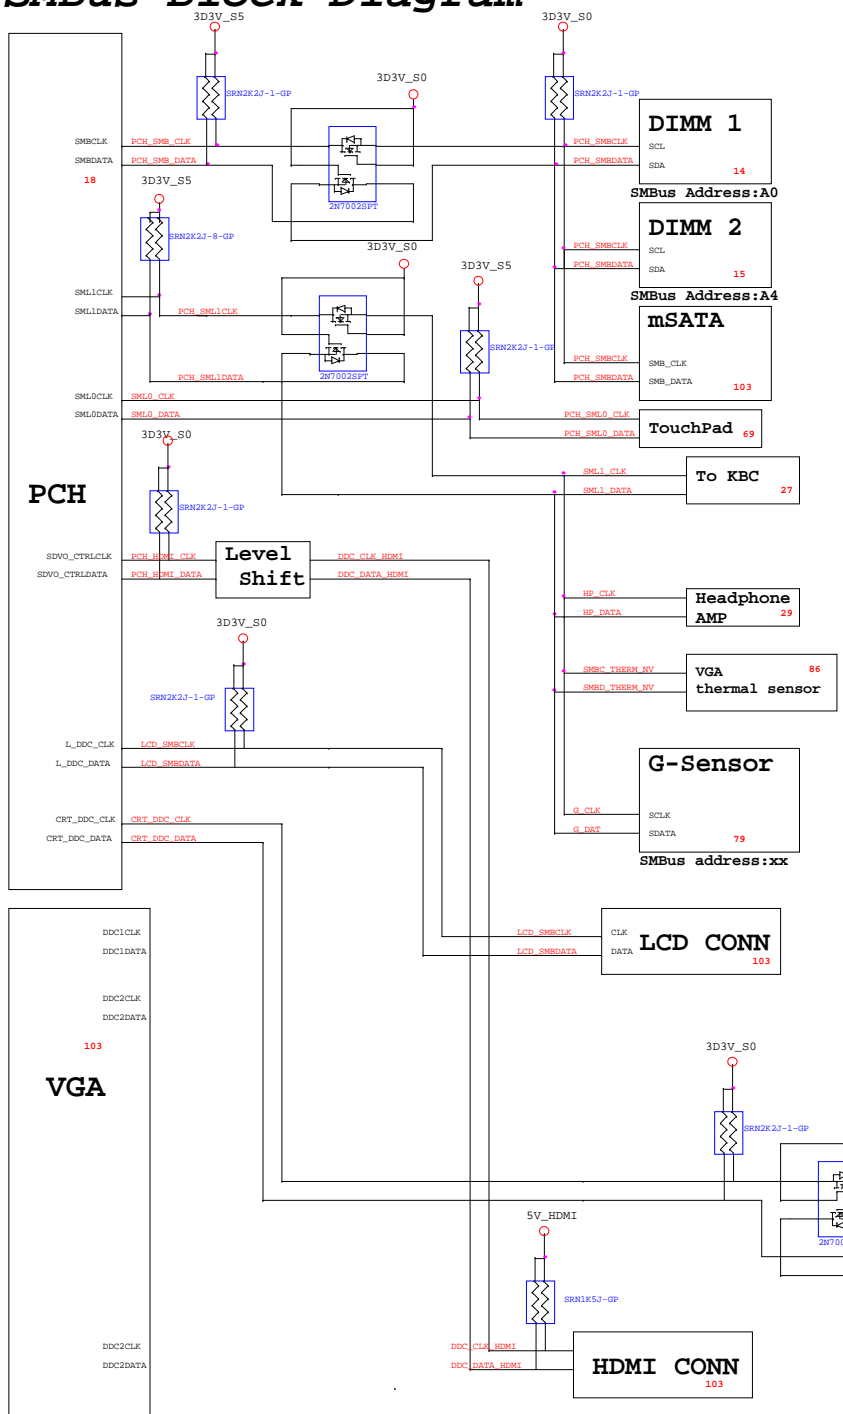 SMBus Block Diagram
3D3V_S5
3D3V_S0
SRN2K2J-1-GP
3D3V_S0
SRN2K2J-1-GP
DIMM 1
SMBCLK
PCH_SMB_CLK
PCH_SMBCLK
SCL
SMBDATA
PCH_SMB_DATA
PCH_SMBDATA
SDA
18
14
3D3V_S5
2N7002SPT
SMBus Address:A0
DIMM 2
SRN2K2J-8-GP
3D3V_S0
PCH_SMBCLK
SCL
3D3V_S5
PCH_SMBDATA
SDA
15
SML1CLK
SMBus Address:A4
SML1DATA
PCH_SML1CLK
mSATA
SRN2K2J-1-GP
PCH_SMBCLK
SMB_CLK
PCH_SML1DATA
2N7002SPT
PCH_SMBDATA
SMB_DATA
103
SML0CLK
SML0_CLK
SML0DATA
SML0_DATA
PCH_SML0_CLK
PCH_SML0_DATA
TouchPad
69
3D3V_S0
SML1_CLK
To KBC
SML1_DATA
27
PCH
SRN2K2J-1-GP
SDVO_CTRLCLK
PCH_HDMI_CLK
Level
Shift
DDC_CLK_HDMI
SDVO_CTRLDATA
PCH_HDMI_DATA
DDC_DATA_HDMI
HP_CLK
Headphone
HP_DATA
AMP
29
3D3V_S0
SMBC_THERM_NV
VGA
86
SMBD_THERM_NV
thermal sensor
SRN2K2J-1-GP
L_DDC_CLK
LCD_SMBCLK
L_DDC_DATA
LCD_SMBDATA
G-Sensor
G_CLK
SCLK
CRT_DDC_CLK
CRT_DDC_CLK
G_DAT
SDATA
CRT_DDC_DATA
CRT_DDC_DATA
79
SMBus address:xx
DDC1CLK
LCD_SMBCLK
CLK
LCD CONN
DDC1DATA
LCD_SMBDATA
DATA
103
DDC2CLK
DDC2DATA
103
3D3V_S0
VGA
SRN2K2J-1-GP
5V_HDMI
2N700
SRN1K5J-GP
DDC2CLK
DDC_CLK_HDMI
DDC2DATA
DDC_DATA_HDMI
HDMI CONN
103